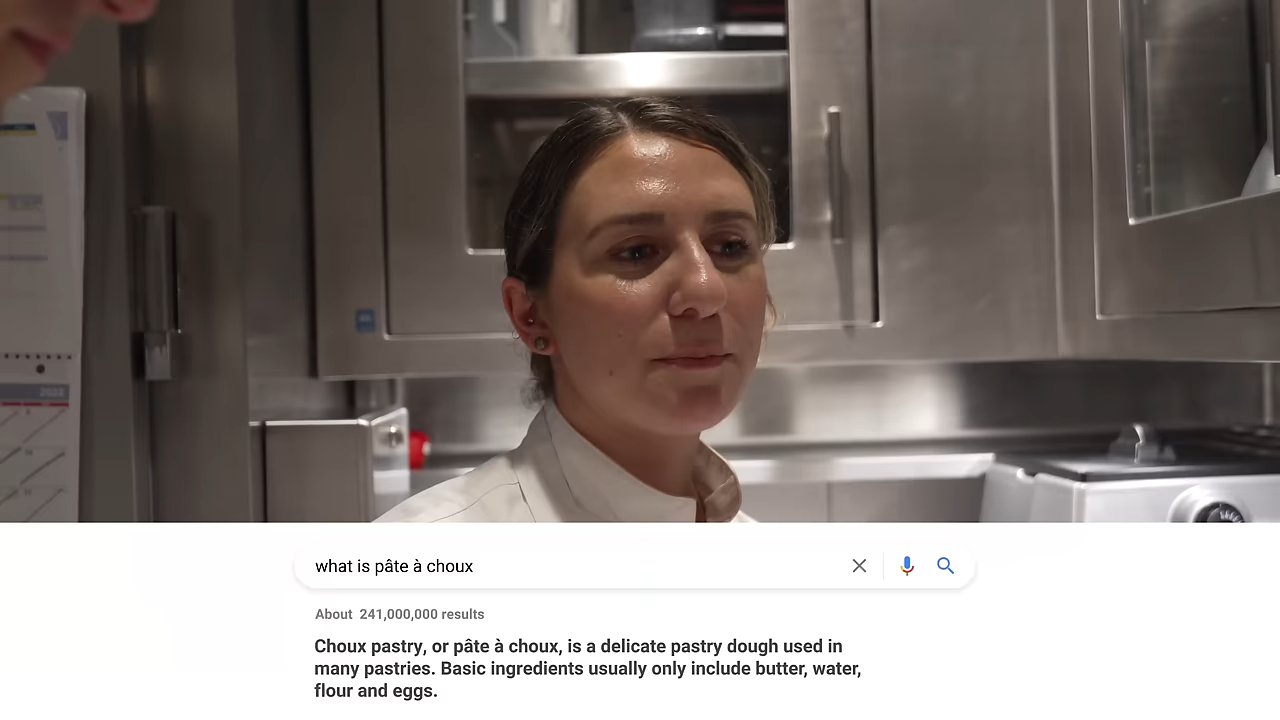 2022
what is pâte à choux
About 241,000,000 results
Choux pastry, or pâte à choux, is a delicate pastry dough used in
many pastries. Basic ingredients usually only include butter, water,
flour and eggs.